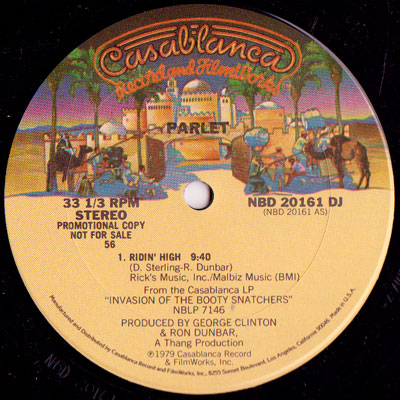 Casablanca
Record and FilmWorks
PARLET
33 1/3 RPM
STEREO
PROMOTIONAL COPY
NOT FOR SALE
56
NBD 20161 DJ
(NBD 20161 AS)
1. RIDIN' HIGH 9:40
(D. Sterling-R. Dunbar)
Rick's Music, Inc./Malbiz Music (BMI)
From the Casablanca LP
"INVASION OF THE BOOTY SNATCHERS"
NBLP 7146
PRODUCED BY GEORGE CLINTON
& RON DUNBAR,
A Thang Production
℗1979 Casablanca Record
& FilmWorks, Inc.
Manufactured and Distributed by Casablanca Record and FilmWorks, Inc., 8255 Sunset Boulevard, Los Angeles, California 90046. Made in U.S.A.